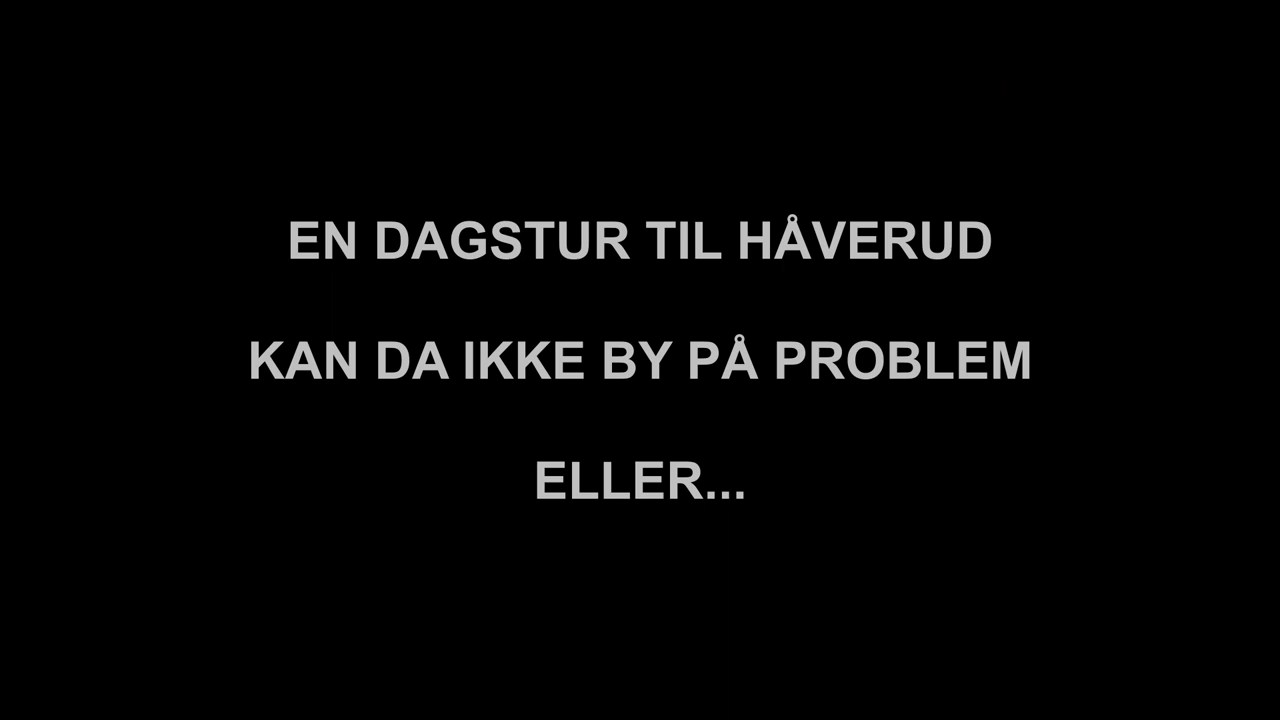 EN DAGSTUR TIL HÅVERUD
KAN DA IKKE BY PÅ PROBLEM
ELLER...